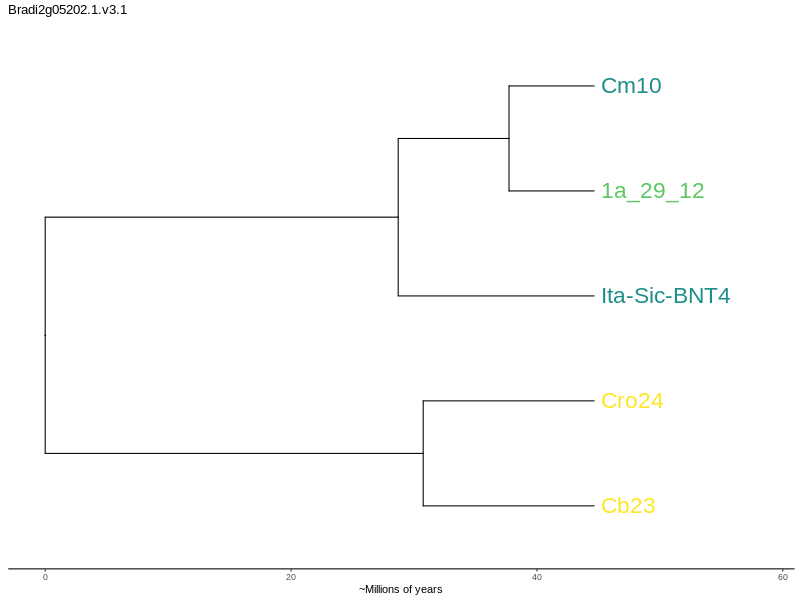 Bradi2g05202.1.v3.1
Cm10
1a_29_12
Ita-Sic-BNT4
Cro24
Cb23
0 20 40 60
~Millions of years